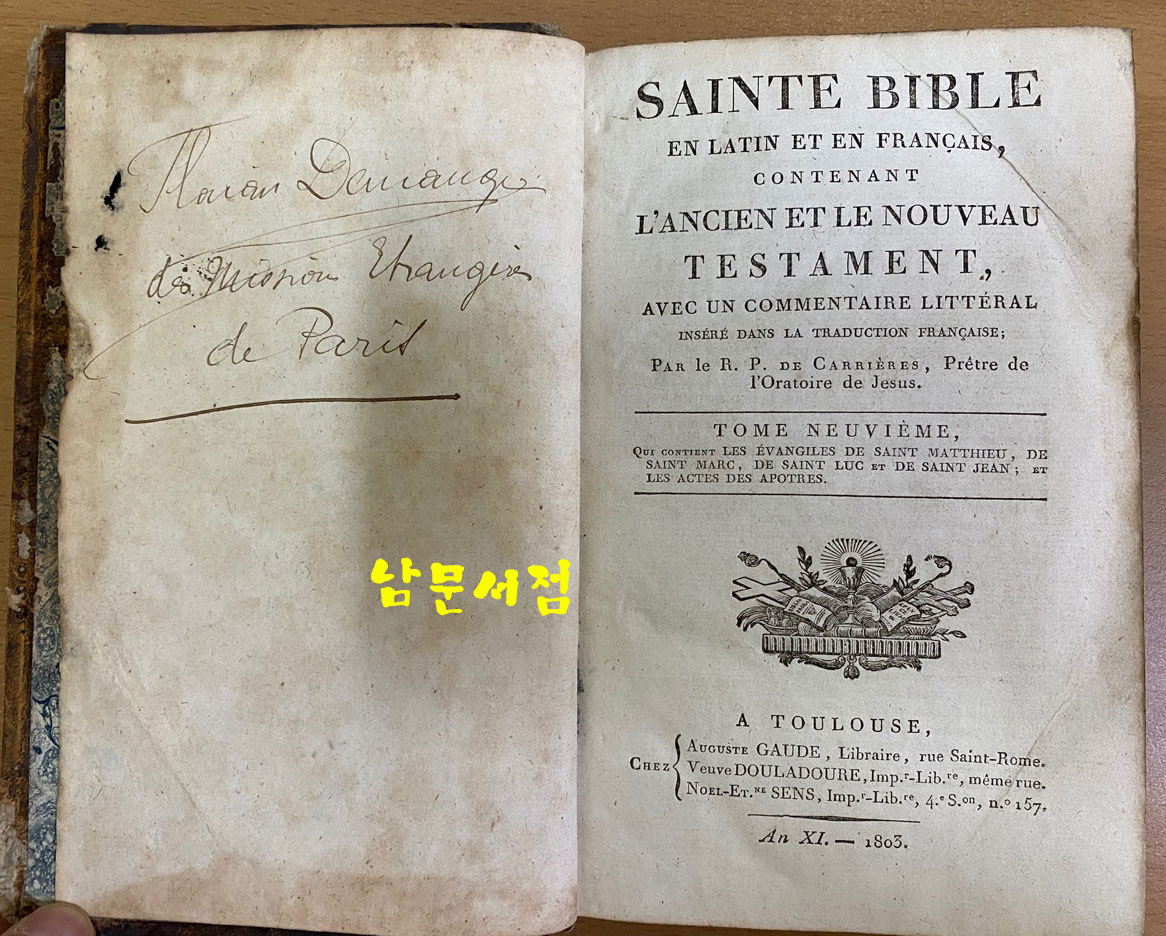 Florian Demange
des Missions Etrangères
de Paris
남문서점
SAINTE BIBLE
EN LATIN ET EN FRANÇAIS,
CONTENANT
L'ANCIEN ET LE NOUVEAU
TESTAMENT,
AVEC UN COMMENTAIRE LITTÉRAL
INSÉRÉ DANS LA TRADUCTION FRANÇAISE;
PAR le R. P. DE CARRIÈRES, Prêtre de
l'Oratoire de Jesus.
TOME NEUVIÈME,
QUI CONTIENT LES ÉVANGILES DE SAINT MATTHIEU, DE
SAINT MARC, DE SAINT LUC ET DE SAINT JEAN; ET
LES ACTES DES APOTRES.
A TOULOUSE,
CHEZ
AUGUSTE GAUDE, Libraire, rue Saint-Rome.
Veuve DOULADOURE, Imp.r-Lib.re, même rue.
NOEL-ET.NE SENS, Imp.r-Lib.re, 4.e S.on, n.o 157.
An XI. — 1803.